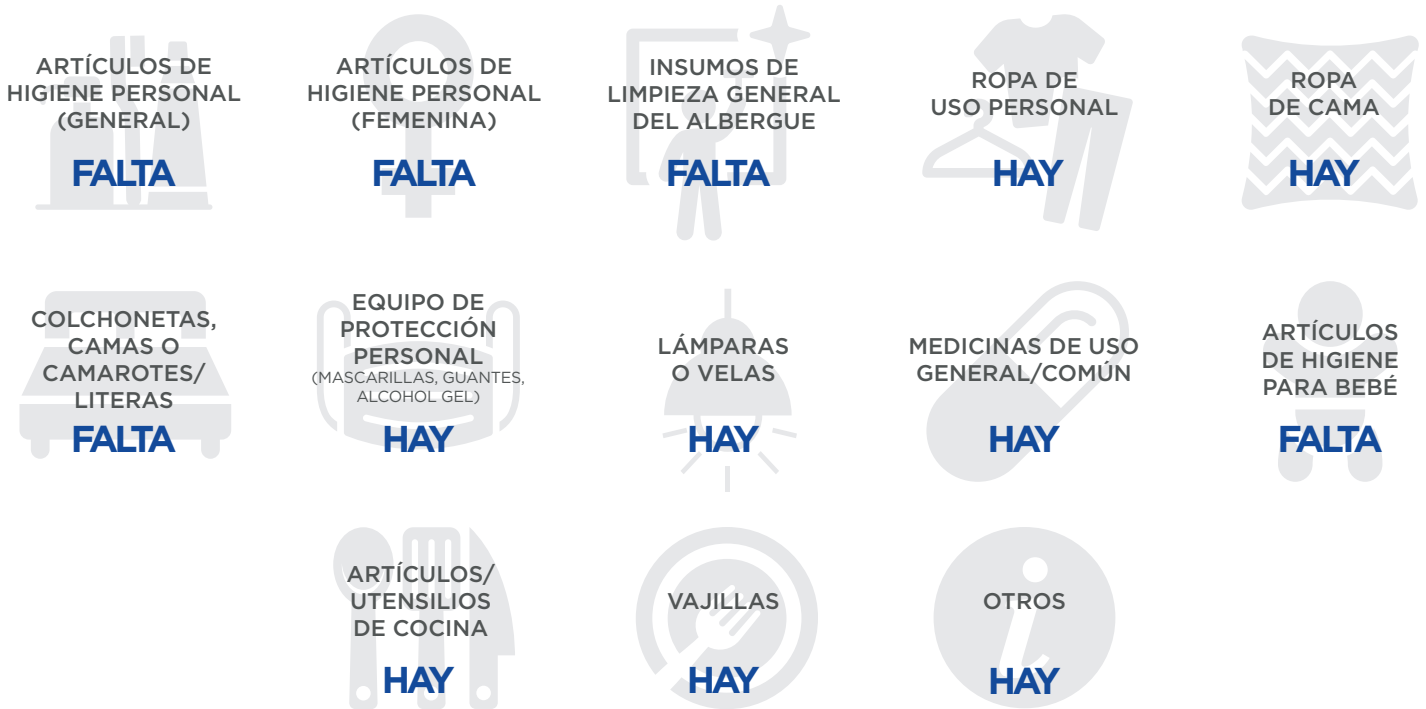 ARTÍCULOS DE
HIGIENE PERSONAL
(GENERAL)
FALTA
ARTÍCULOS DE
HIGIENE PERSONAL
(FEMENINA)
FALTA
INSUMOS DE
LIMPIEZA GENERAL
DEL ALBERGUE
FALTA
ROPA DE
USO PERSONAL
HAY
ROPA
DE CAMA
HAY
COLCHONETAS,
CAMAS O
CAMAROTES/
LITERAS
FALTA
EQUIPO DE
PROTECCIÓN
PERSONAL
(MASCARILLAS, GUANTES,
ALCOHOL GEL)
HAY
LÁMPARAS
O VELAS
HAY
MEDICINAS DE USO
GENERAL/COMÚN
HAY
ARTÍCULOS
DE HIGIENE
PARA BEBÉ
FALTA
ARTÍCULOS/
UTENSILIOS
DE COCINA
HAY
VAJILLAS
HAY
OTROS
HAY